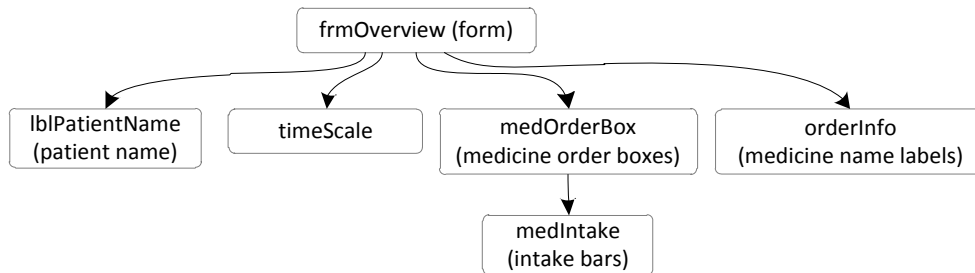 frmOverview (form)
lblPatientName
(patient name)
timeScale
medOrderBox
(medicine order boxes)
orderInfo
(medicine name labels)
medIntake
(intake bars)